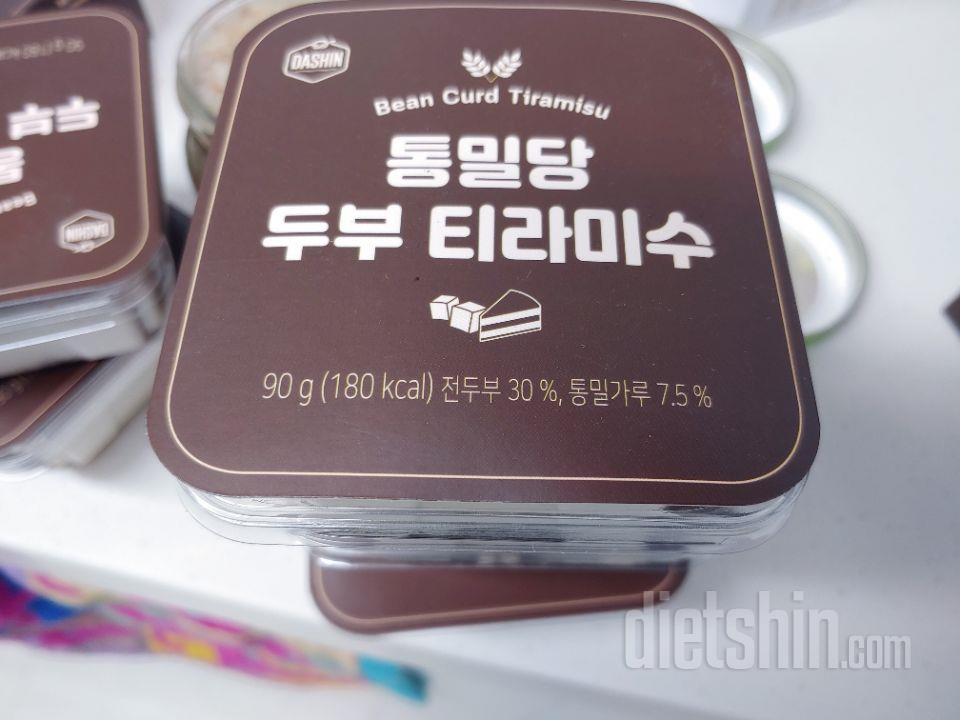 DASHIN
Bean Curd Tiramisu
통밀당
두부 티라미수
90 g (180 kcal) 전두부 30 %, 통밀가루 7.5 %
DASHIN
dietshin.com